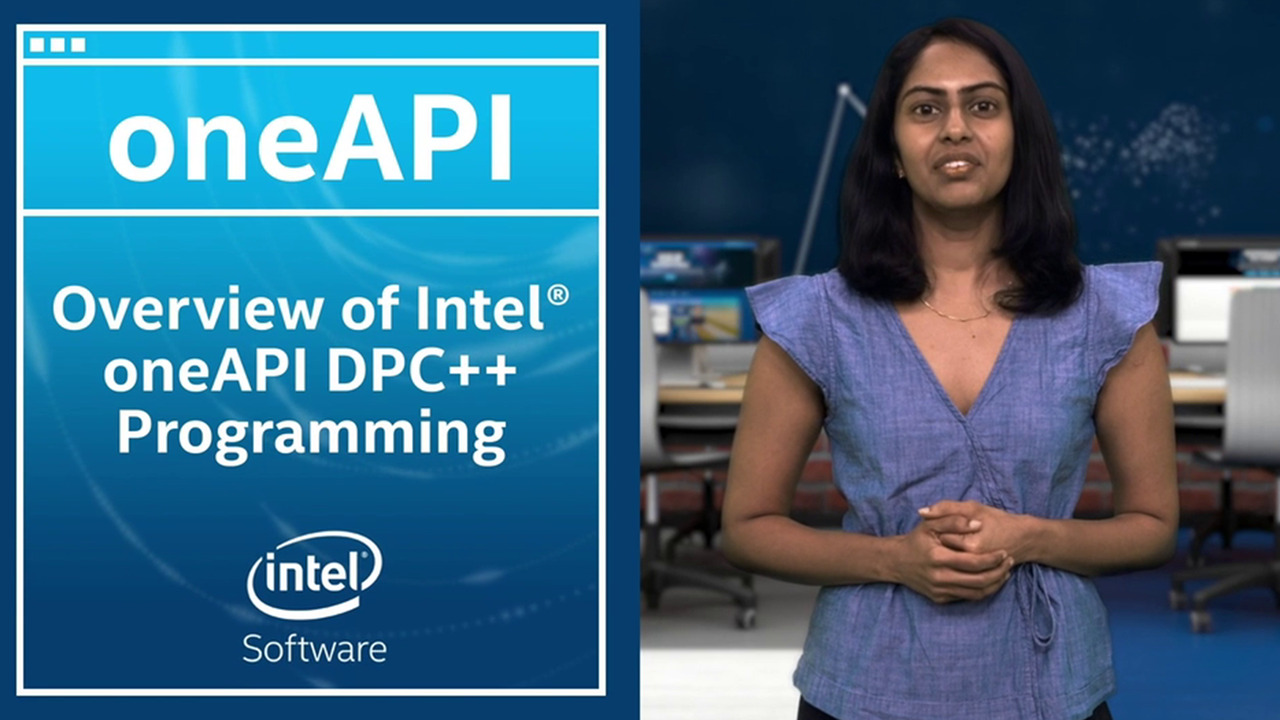 oneAPI
Overview of Intel®
oneAPI DPC++
Programming
intel®
Software